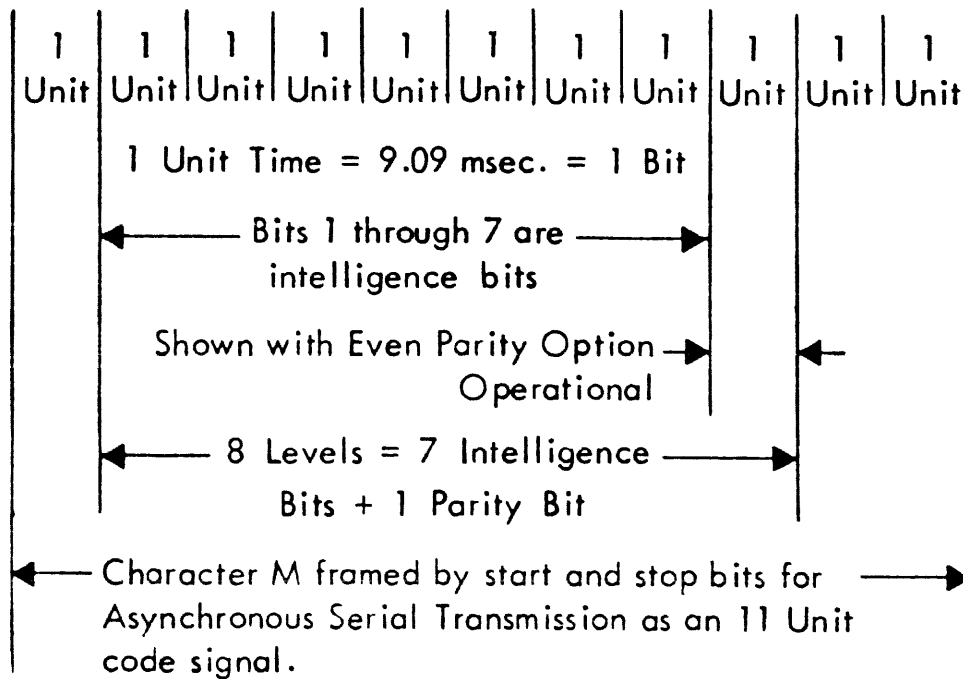 1 1 1 1 1 1 1 1 1 1 1
Unit Unit Unit Unit Unit Unit Unit Unit Unit Unit Unit
1 Unit Time = 9.09 msec. = 1 Bit
Bits 1 through 7 are
intelligence bits
Shown with Even Parity Option
Operational
8 Levels = 7 Intelligence
Bits + 1 Parity Bit
Character M framed by start and stop bits for
Asynchronous Serial Transmission as an 11 Unit
code signal.